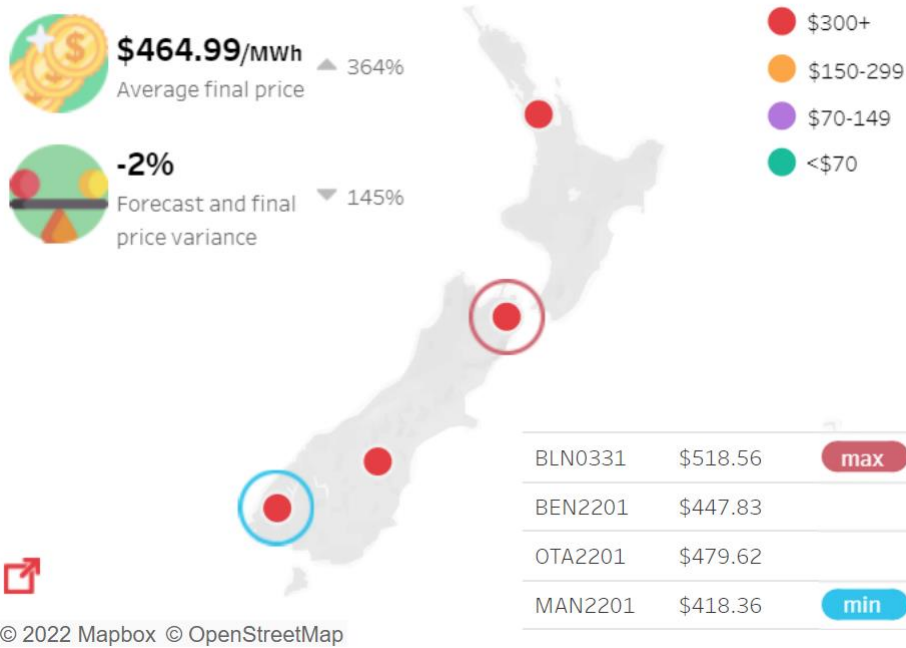 $464.99/MWh
▲ 364%
Average final price
-2%
▼ 145%
Forecast and final
price variance
$300+
$150-299
$70-149
<$70
BLN0331 $518.56 max
BEN2201 $447.83
OTA2201 $479.62
MAN2201 $418.36 min
© 2022 Mapbox © OpenStreetMap